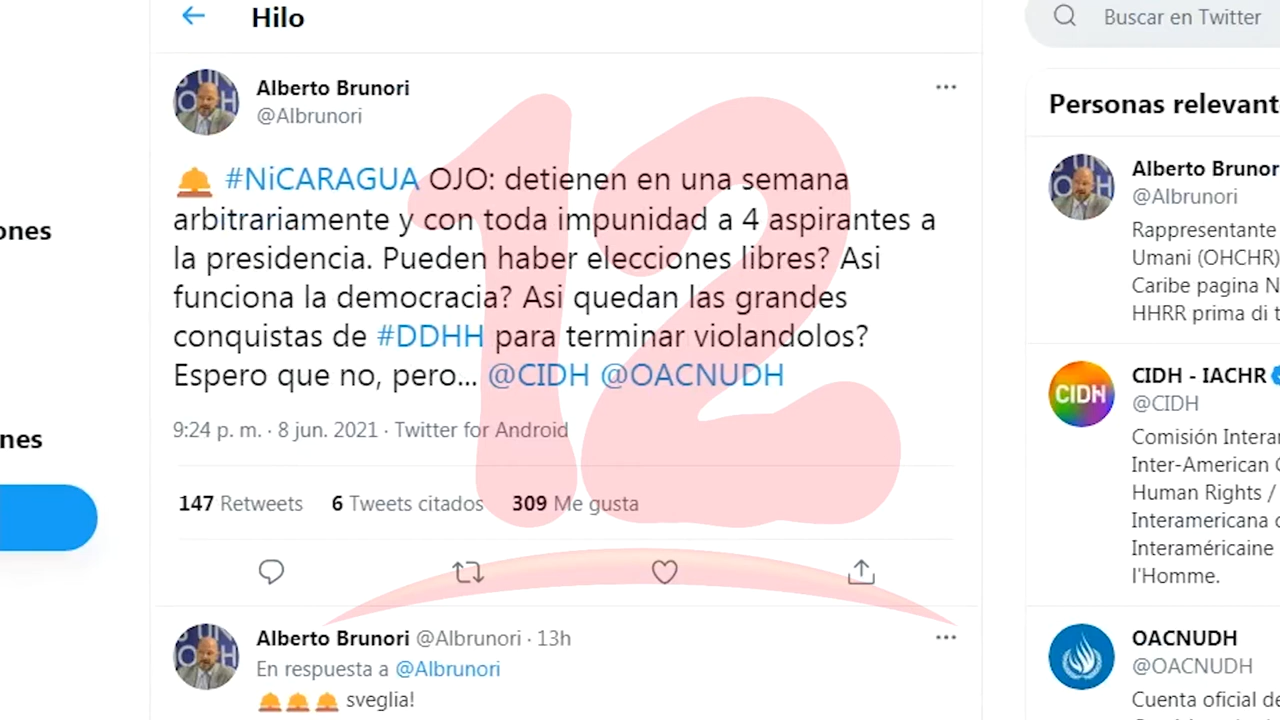 Hilo
Alberto Brunori
@Albrunori
#NiCARAGUA OJO: detienen en una semana
arbitrariamente y con toda impunidad a 4 aspirantes a
la presidencia. Pueden haber elecciones libres? Asi
funciona la democracia? Asi quedan las grandes
conquistas de #DDHH para terminar violandolos?
Espero que no, pero... @CIDH @OACNUDH
9:24 p. m. · 8 jun. 2021 · Twitter for Android
147 Retweets 6 Tweets citados 309 Me gusta
Alberto Brunori @Albrunori · 13h
En respuesta a @Albrunori
sveglia!
12
ones
nes
Buscar en Twitter
Personas relevant
Alberto Brunor
@Albrunori
Rappresentante
Umani (OHCHR)
Caribe pagina N
HHRR prima di t
CIDH
CIDH - IACHR
@CIDH
Comisión Interar
Inter-American C
Human Rights /
Interamericana d
Interaméricaine
l'Homme.
OACNUDH
@OACNUDH
Cuenta oficial de